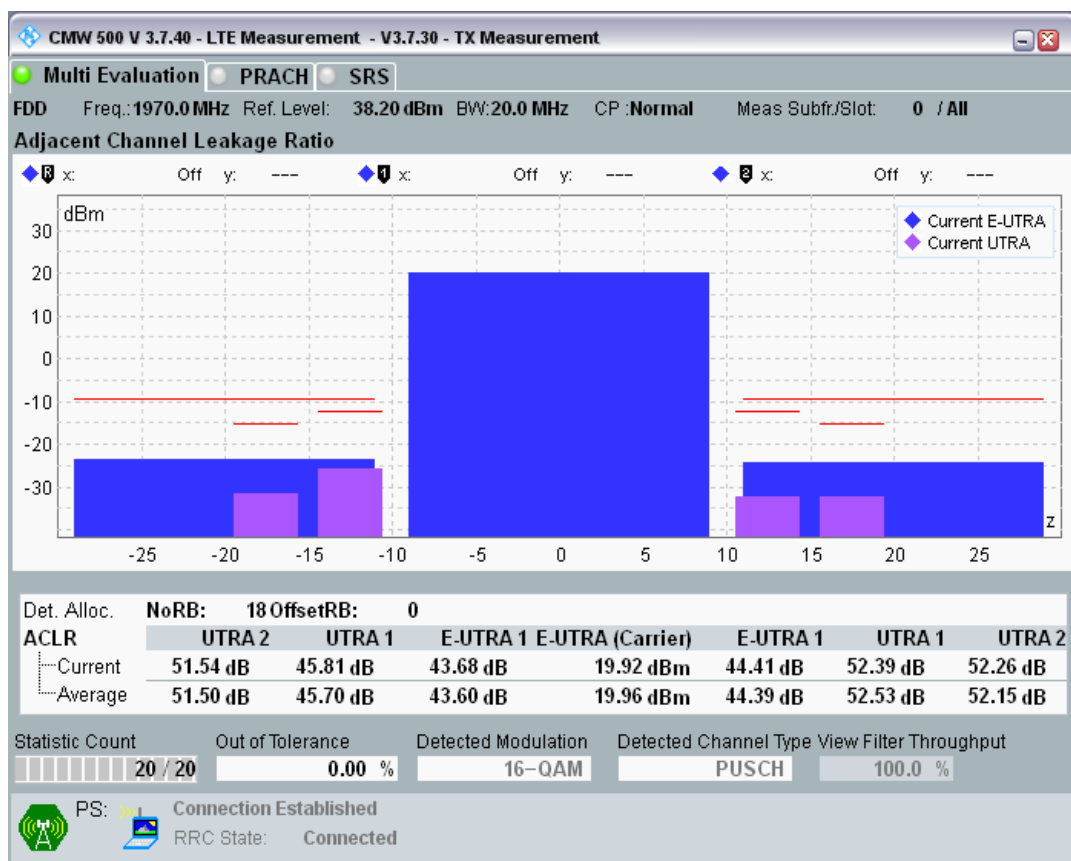 CMW 500 V 3.7.40 - LTE Measurement - V3.7.30 - TX Measurement
Multi Evaluation PRACH SRS
FDD Freq.: 1970.0 MHz Ref. Level: 38.20 dBm BW: 20.0 MHz CP : Normal Meas Subfr./Slot: 0 / All
Adjacent Channel Leakage Ratio
R x: Off y: --- 1 x: Off y: --- 2 x: Off y: ---
dBm
Current E-UTRA
Current UTRA
30
20
10
0
-10
-20
-30
z
-25 -20 -15 -10 -5 0 5 10 15 20 25
Det. Alloc. NoRB: 18 OffsetRB: 0
ACLR UTRA 2 UTRA 1 E-UTRA 1 E-UTRA (Carrier) E-UTRA 1 UTRA 1 UTRA 2
Current 51.54 dB 45.81 dB 43.68 dB 19.92 dBm 44.41 dB 52.39 dB 52.26 dB
Average 51.50 dB 45.70 dB 43.60 dB 19.96 dBm 44.39 dB 52.53 dB 52.15 dB
Statistic Count Out of Tolerance Detected Modulation Detected Channel Type View Filter Throughput
20 / 20 0.00 % 16-QAM PUSCH 100.0 %
PS: Connection Established
RRC State: Connected